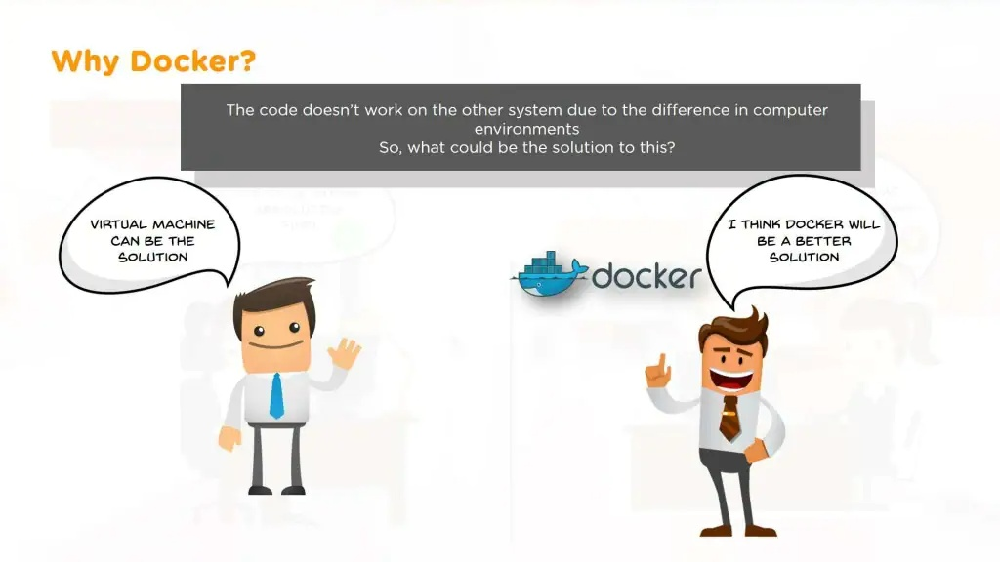 Why Docker?
The code doesn't work on the other system due to the difference in computer
environments
So, what could be the solution to this?
VIRTUAL MACHINE
CAN BE THE
SOLUTION
I THINK DOCKER WILL
BE A BETTER
SOLUTION
docker